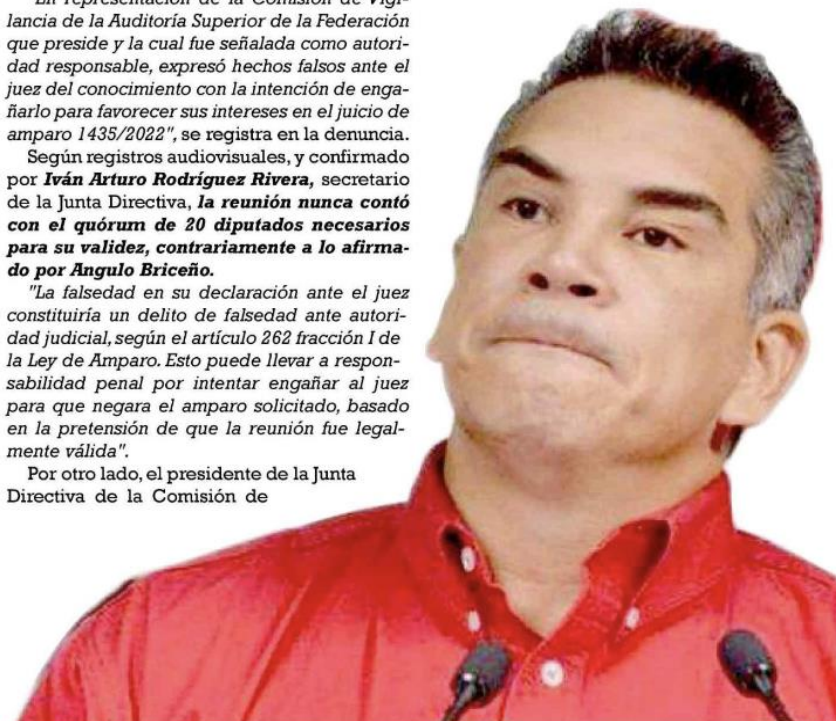 "En representación de la Comisión de Vigi-
lancia de la Auditoría Superior de la Federación
que preside y la cual fue señalada como autori-
dad responsable, expresó hechos falsos ante el
juez del conocimiento con la intención de enga-
ñarlo para favorecer sus intereses en el juicio de
amparo 1435/2022", se registra en la denuncia.
Según registros audiovisuales, y confirmado
por Iván Arturo Rodríguez Rivera, secretario
de la Junta Directiva, la reunión nunca contó
con el quórum de 20 diputados necesarios
para su validez, contrariamente a lo afirma-
do por Angulo Briceño.
"La falsedad en su declaración ante el juez
constituiría un delito de falsedad ante autori-
dad judicial, según el artículo 262 fracción I de
la Ley de Amparo. Esto puede llevar a respon-
sabilidad penal por intentar engañar al juez
para que negara el amparo solicitado, basado
en la pretensión de que la reunión fue legal-
mente válida".
Por otro lado, el presidente de la Junta
Directiva de la Comisión de